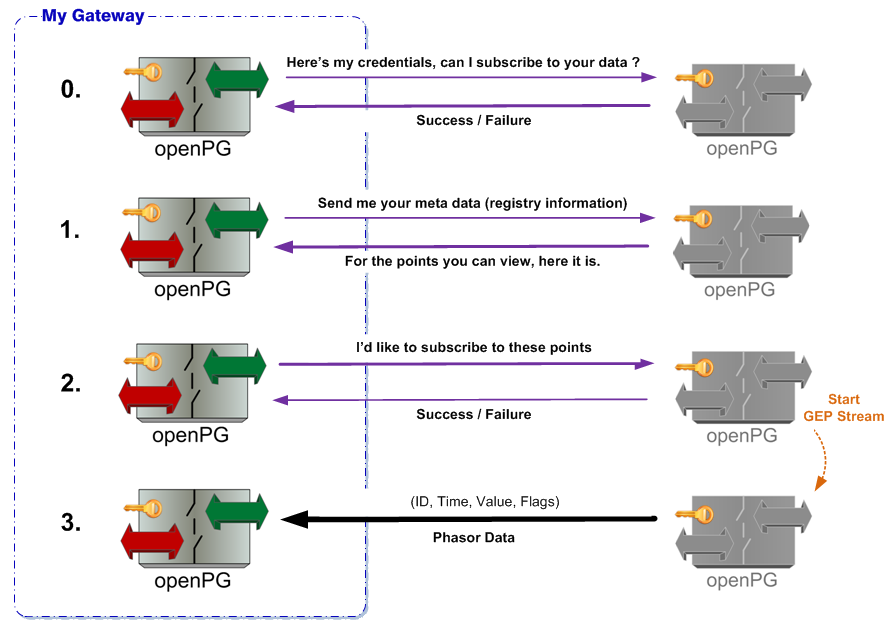 My Gateway
0.
Here's my credentials, can I subscribe to your data ?
Success / Failure
openPG
openPG
1.
Send me your meta data (registry information)
For the points you can view, here it is.
openPG
openPG
2.
I'd like to subscribe to these points
Success / Failure
openPG
openPG
Start
GEP Stream
3.
(ID, Time, Value, Flags)
Phasor Data
openPG
openPG